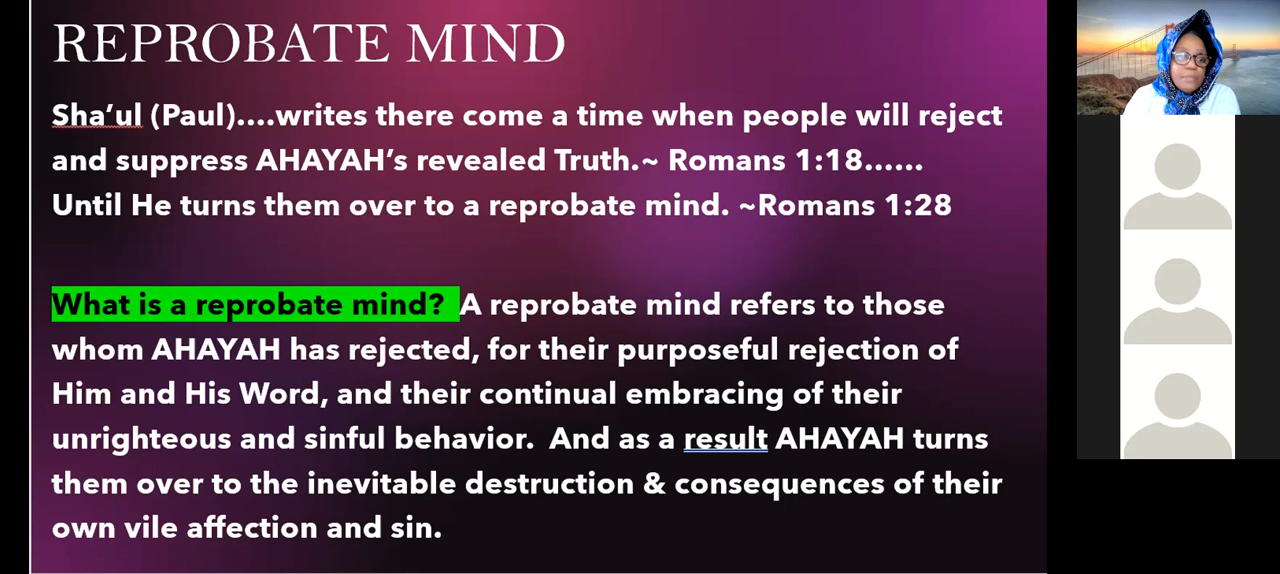 REPROBATE MIND
Sha’ul (Paul)....writes there come a time when people will reject
and suppress AHAYAH’s revealed Truth.~ Romans 1:18......
Until He turns them over to a reprobate mind. ~Romans 1:28
What is a reprobate mind? A reprobate mind refers to those
whom AHAYAH has rejected, for their purposeful rejection of
Him and His Word, and their continual embracing of their
unrighteous and sinful behavior. And as a result AHAYAH turns
them over to the inevitable destruction & consequences of their
own vile affection and sin.